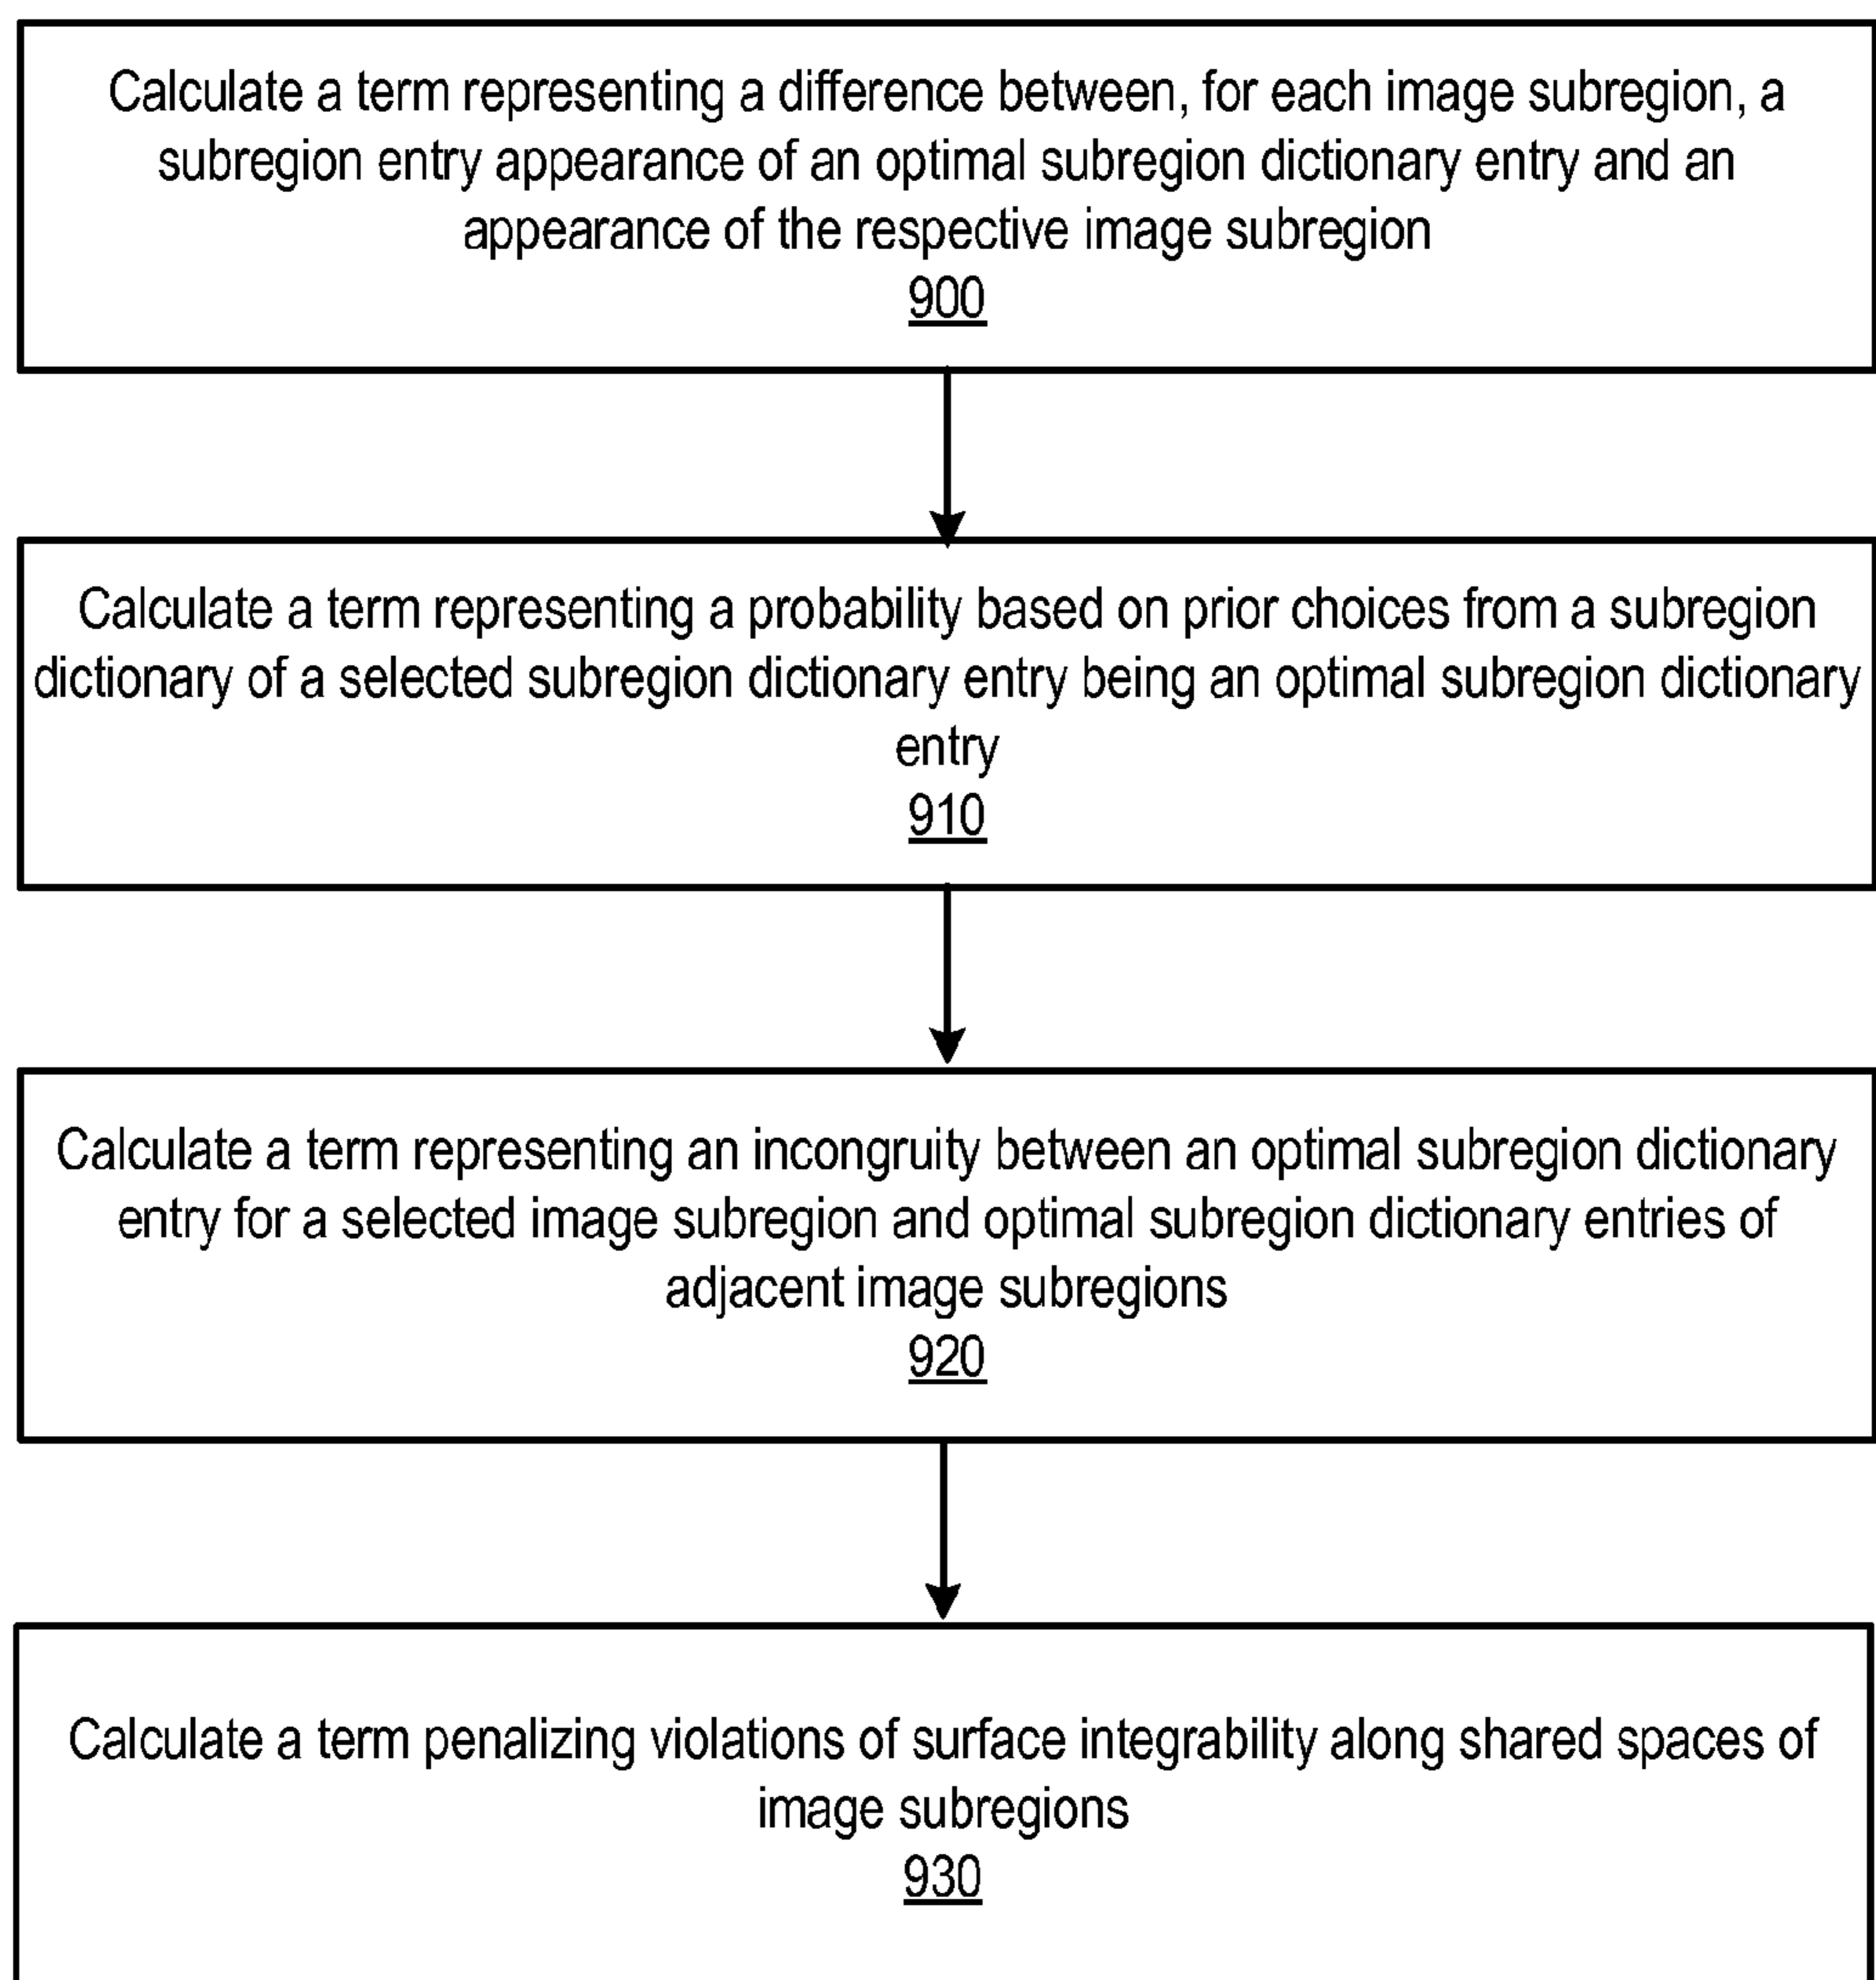 Calculate a term representing a difference between, for each image subregion, a
subregion entry appearance of an optimal subregion dictionary entry and an
appearance of the respective image subregion
900
Calculate a term representing a probability based on prior choices from a subregion
dictionary of a selected subregion dictionary entry being an optimal subregion dictionary
entry
910
Calculate a term representing an incongruity between an optimal subregion dictionary
entry for a selected image subregion and optimal subregion dictionary entries of
adjacent image subregions
920
Calculate a term penalizing violations of surface integrability along shared spaces of
image subregions
930